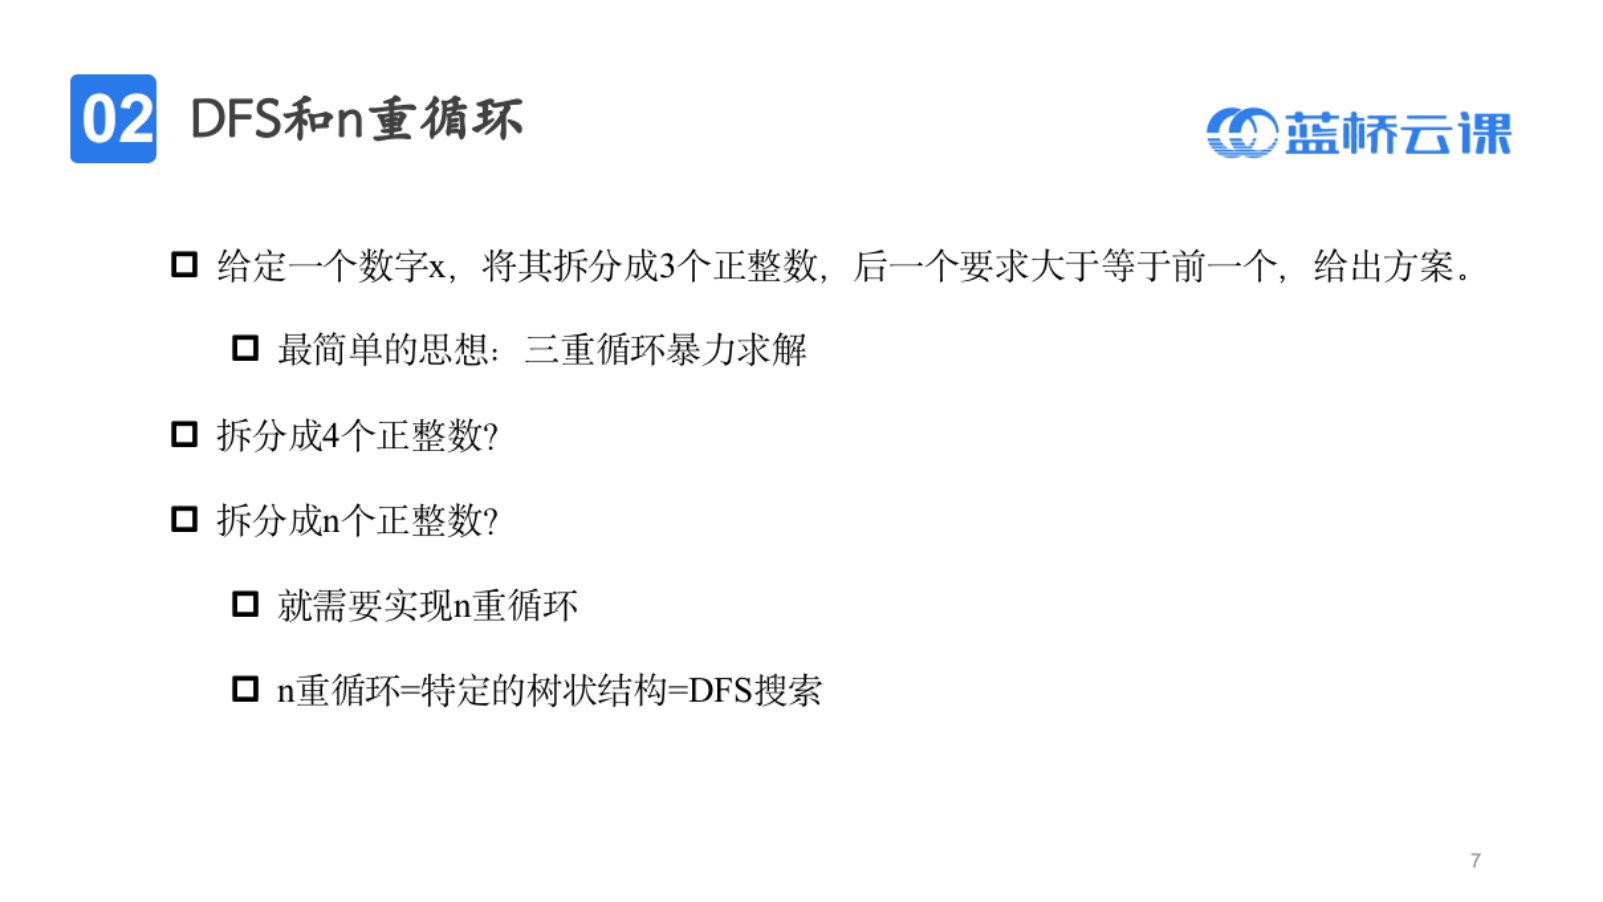 02 DFS和n重循环
蓝桥云课
给定一个数字x，将其拆分成3个正整数，后一个要求大于等于前一个，给出方案。
最简单的思想：三重循环暴力求解
拆分成4个正整数？
拆分成n个正整数？
就需要实现n重循环
n重循环=特定的树状结构=DFS搜索
7